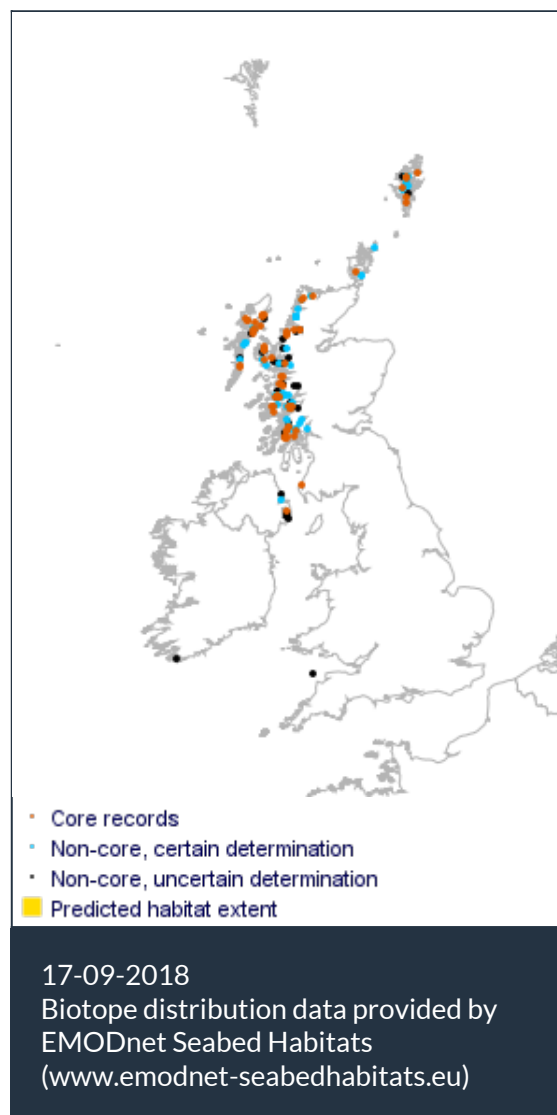 Core records
Non-core, certain determination
Non-core, uncertain determination
Predicted habitat extent
17-09-2018
Biotope distribution data provided by
EMODnet Seabed Habitats
(www.emodnet-seabedhabitats.eu)